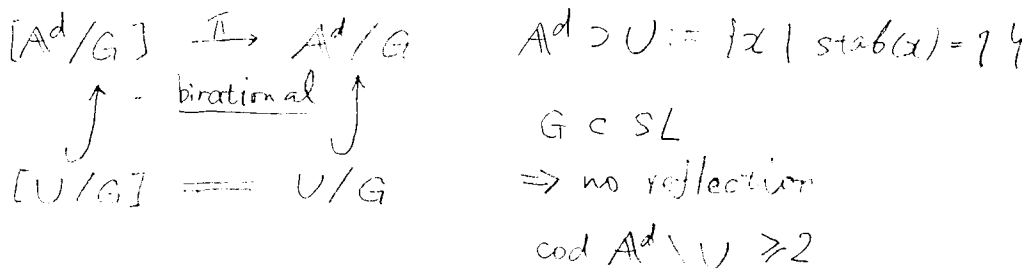 [A^d/G] —π→ A^d/G
A^d ⊃ U := {x | stab(x) = 1}
birational
G ⊂ SL
[U/G] == U/G
⇒ no reflection
cod A^d \ U ≥ 2